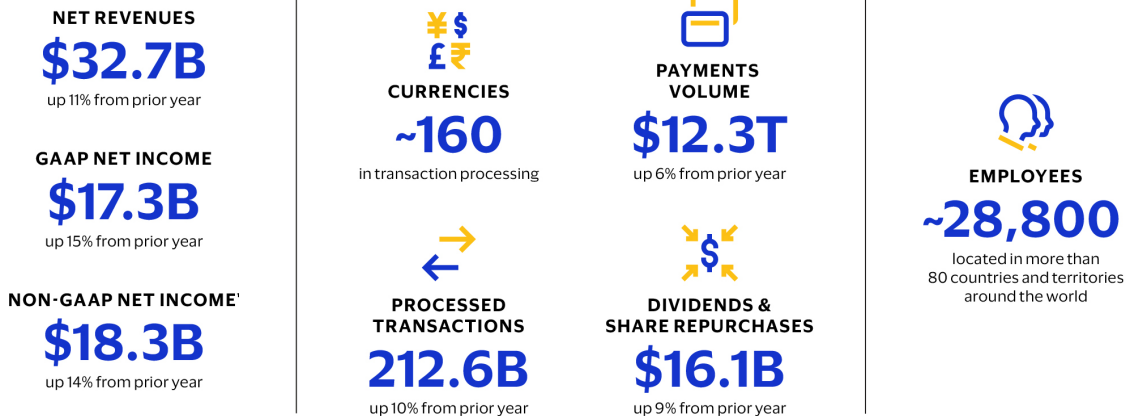 NET REVENUES
$32.7B
up 11% from prior year
GAAP NET INCOME
$17.3B
up 15% from prior year
NON-GAAP NET INCOME¹
$18.3B
up 14% from prior year
¥ $
£ ₹
CURRENCIES
~160
in transaction processing
PROCESSED
TRANSACTIONS
212.6B
up 10% from prior year
PAYMENTS
VOLUME
$12.3T
up 6% from prior year
$
DIVIDENDS &
SHARE REPURCHASES
$16.1B
up 9% from prior year
EMPLOYEES
~28,800
located in more than
80 countries and territories
around the world